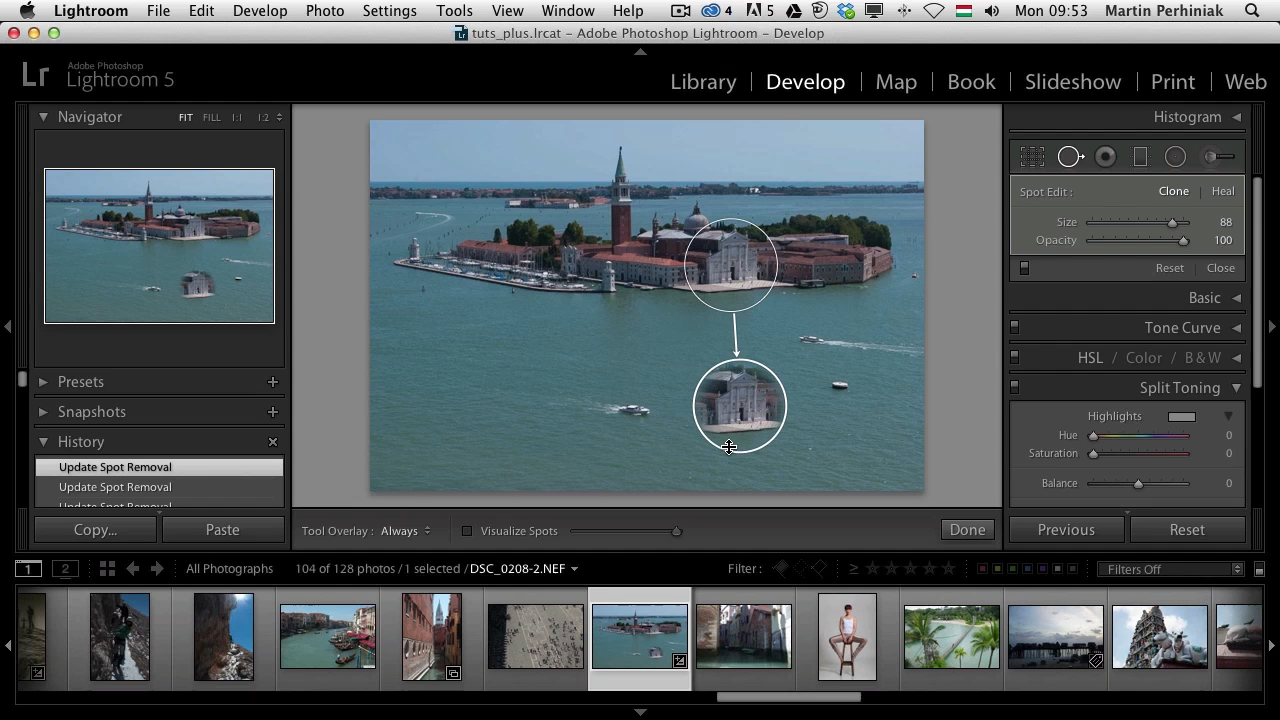 Lightroom File Edit Develop Photo Settings Tools View Window Help 4 5 Mon 09:53 Martin Perhiniak
tuts_plus.lrcat – Adobe Photoshop Lightroom – Develop
Lr Adobe Photoshop
Lightroom 5
Library | Develop | Map | Book | Slideshow | Print | Web
Navigator FIT FILL 1:1 1:2
Histogram
Spot Edit : Clone | Heal
Size 88
Opacity 100
Reset Close
Basic
Tone Curve
HSL / Color / B & W
Presets
Split Toning
Snapshots
Highlights
History
Hue 0
Saturation 0
Update Spot Removal
Balance 0
Update Spot Removal
Update Spot Removal
Copy... Paste
Tool Overlay : Always Visualize Spots Done
Previous Reset
1 2 All Photographs 104 of 128 photos / 1 selected / DSC_0208-2.NEF Filter : ≥ Filters Off